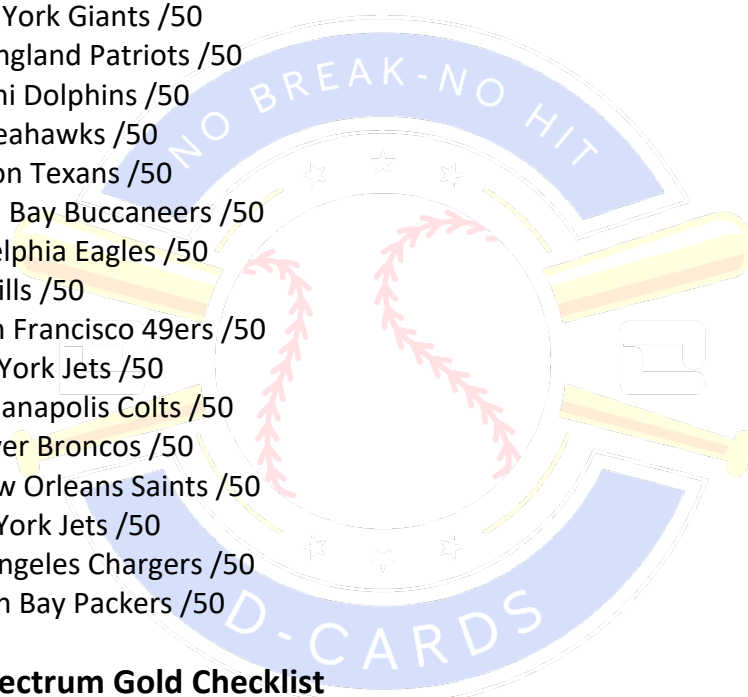 York Giants /50
ngland Patriots /50
ni Dolphins /50
eahawks /50
on Texans /50
Bay Buccaneers /50
elphia Eagles /50
ills /50
n Francisco 49ers /50
York Jets /50
ianapolis Colts /50
ver Broncos /50
w Orleans Saints /50
York Jets /50
ngeles Chargers /50
n Bay Packers /50
ectrum Gold Checklist
NO BREAK-NO HIT
D-CARDS